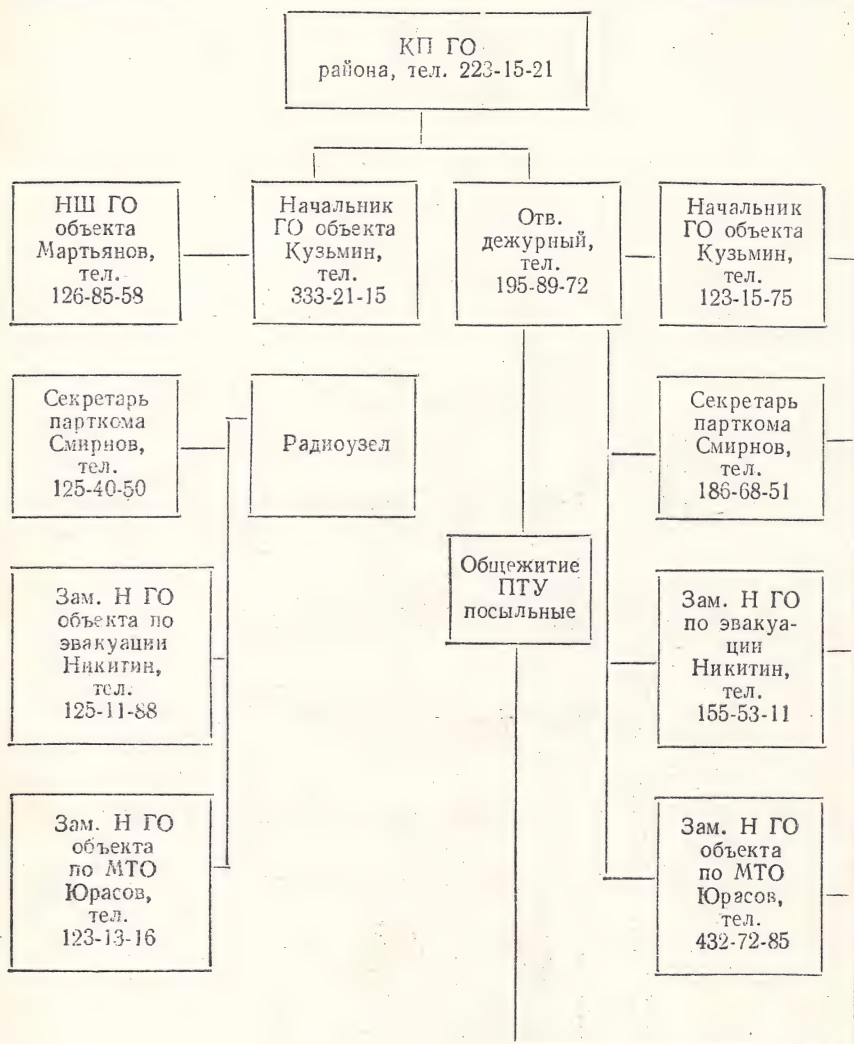 КП ГО
района, тел. 223-15-21
НШ ГО
объекта
Мартьянов,
тел.
126-85-58
Начальник
ГО объекта
Кузьмин,
тел.
333-21-15
Отв.
дежурный,
тел.
195-89-72
Начальник
ГО объекта
Кузьмин,
тел.
123-15-75
Секретарь
парткома
Смирнов,
тел.
125-40-50
Радиоузел
Секретарь
парткома
Смирнов,
тел.
186-68-51
Общежитие
ПТУ
посыльные
Зам. Н ГО
объекта по
эвакуации
Никитин,
тел.
125-11-88
Зам. Н ГО
по эвакуа-
ции
Никитин,
тел.
155-53-11
Зам. Н ГО
объекта
по МТО
Юрасов,
тел.
123-13-16
Зам. Н ГО
объекта
по МТО
Юрасов,
тел.
432-72-85